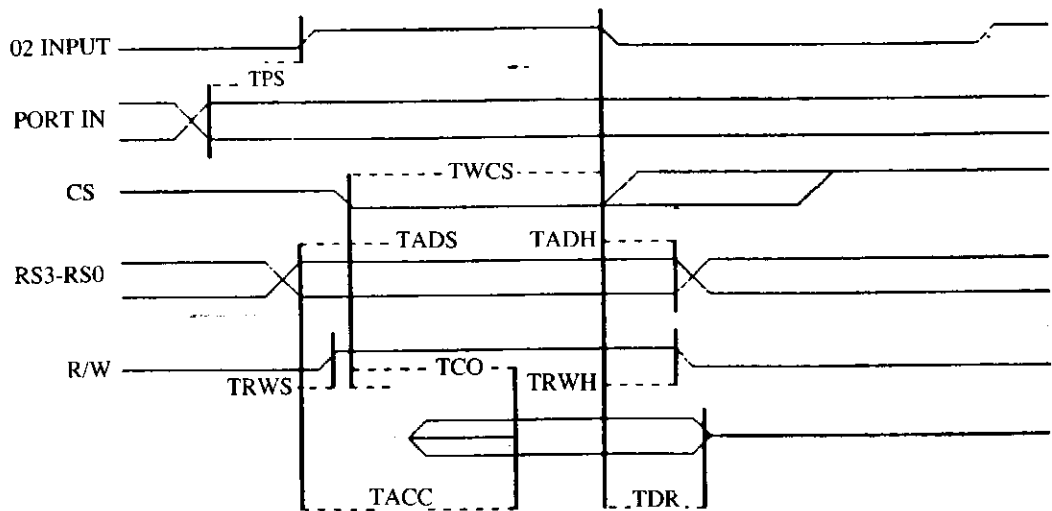 02 INPUT
TPS
PORT IN
TWCS
CS
TADS
TADH
RS3-RS0
R/W
TCO
TRWS
TRWH
TACC
TDR